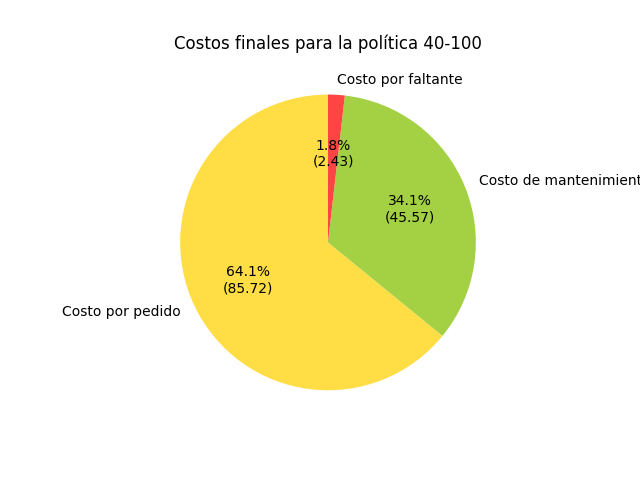 Costos finales para la política 40-100
Costo por faltante
1.8%
(2.43)
Costo de mantenimient
34.1%
(45.57)
64.1%
(85.72)
Costo por pedido